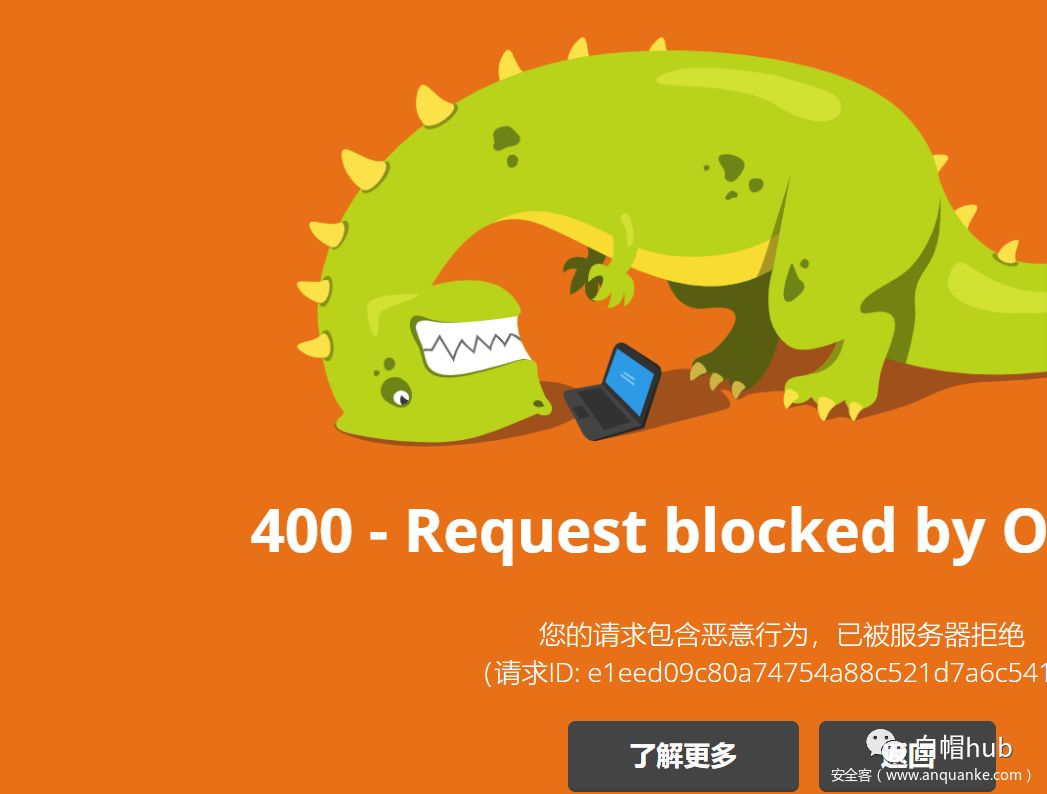 400 - Request blocked by O
您的请求包含恶意行为，已被服务器拒绝
（请求ID: e1eed09c80a74754a88c521d7a6c541
了解更多
返回
白帽hub
安全客（www.anquanke.com）